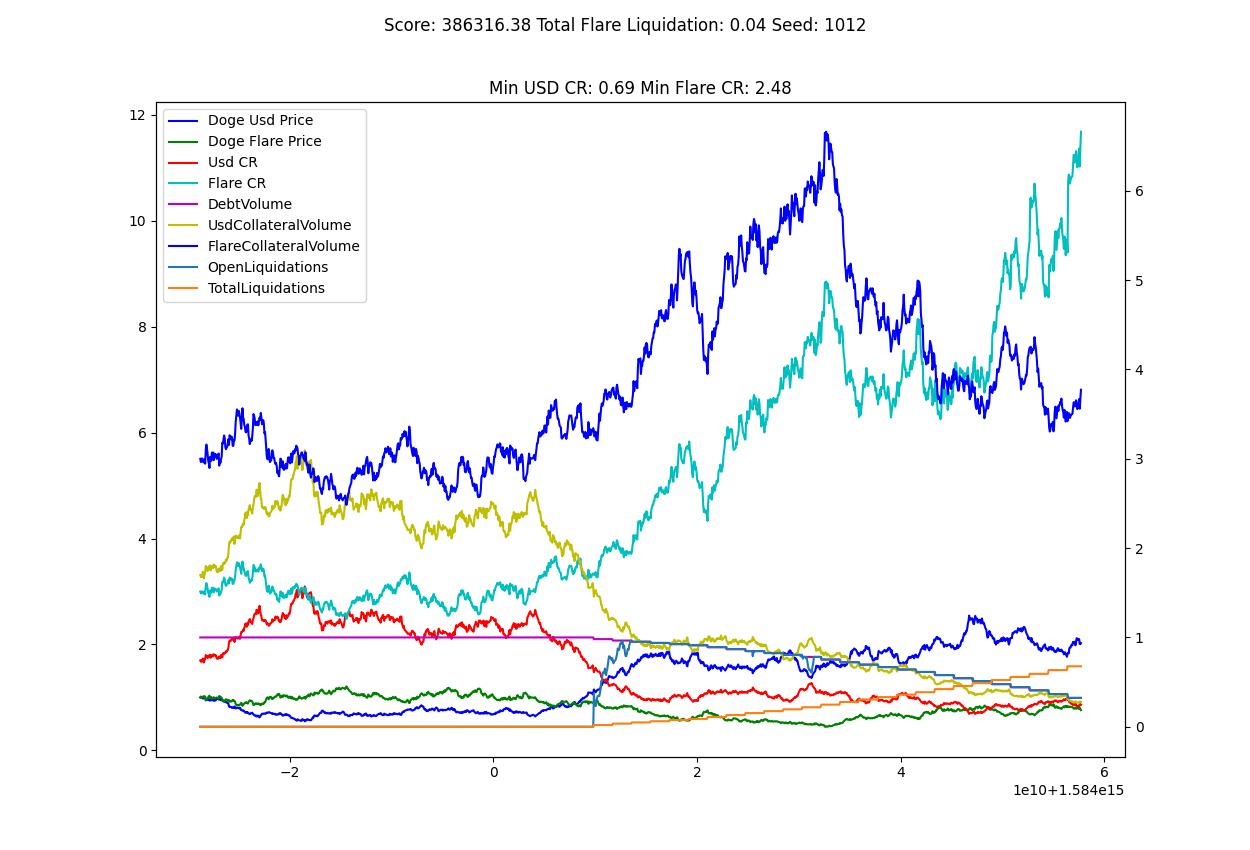 Score: 386316.38 Total Flare Liquidation: 0.04 Seed: 1012
Min USD CR: 0.69 Min Flare CR: 2.48
Doge Usd Price
Doge Flare Price
Usd CR
Flare CR
DebtVolume
UsdCollateralVolume
FlareCollateralVolume
OpenLiquidations
TotalLiquidations
12
10
8
6
4
2
0
6
5
4
3
2
1
0
−2
0
2
4
6
1e10+1.584e15